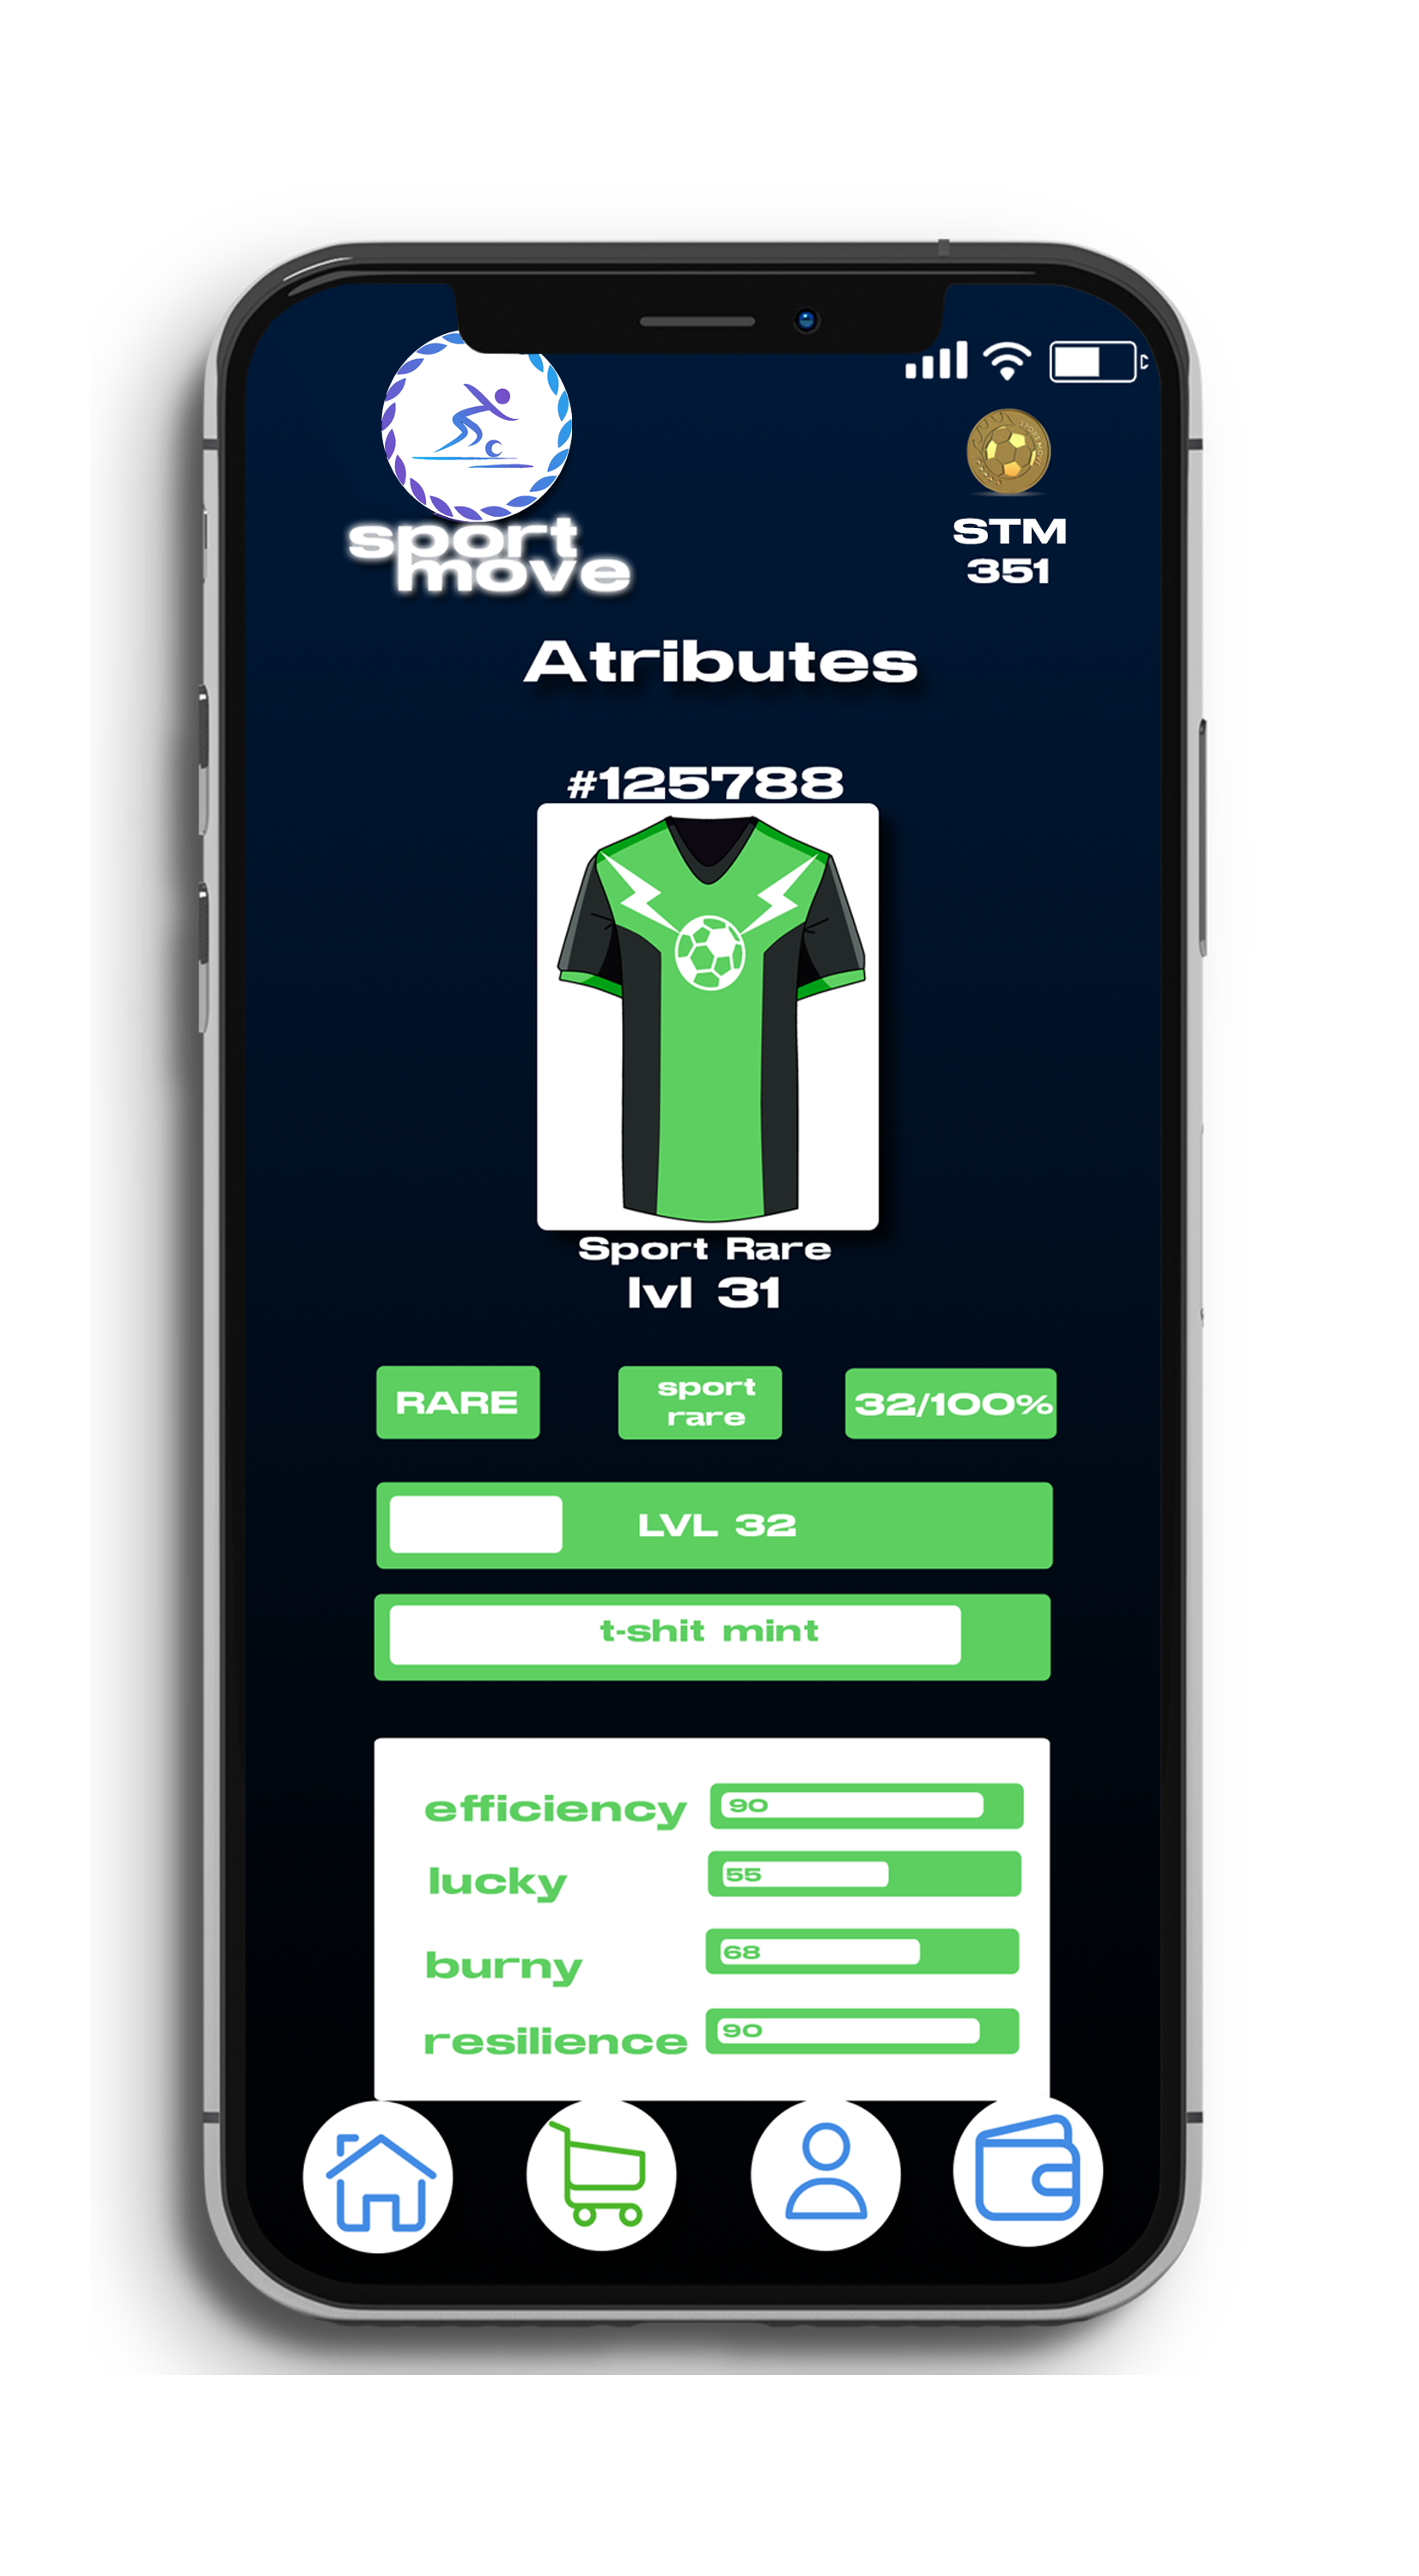 sport
move
STM
351
Atributes
#125788
Sport Rare
lvl 31
RARE
sport
rare
32/100%
LVL 32
t-shit mint
efficiency
90
lucky
55
burny
68
resilience
90